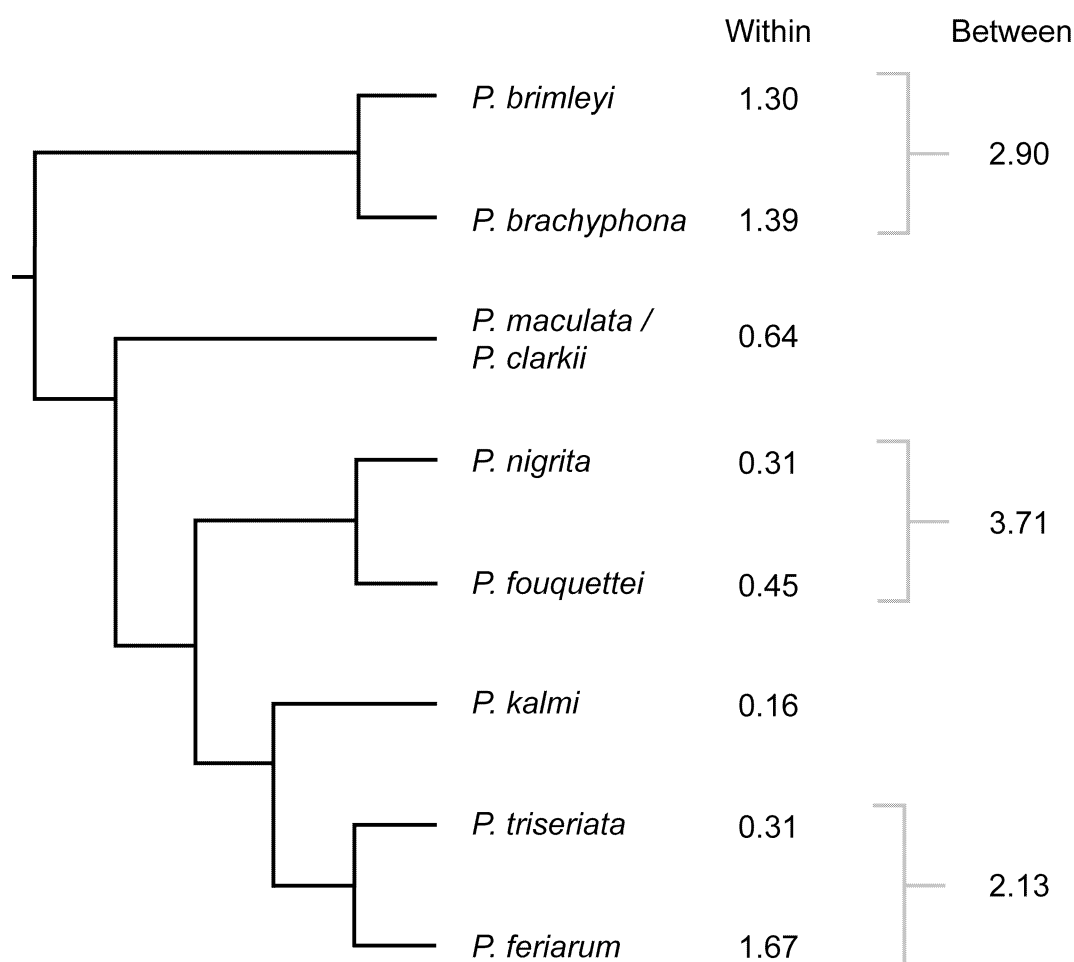 Within Between
P. brimleyi 1.30
2.90
P. brachyphona 1.39
P. maculata /
P. clarkii 0.64
P. nigrita 0.31
3.71
P. fouquettei 0.45
P. kalmi 0.16
P. triseriata 0.31
2.13
P. feriarum 1.67